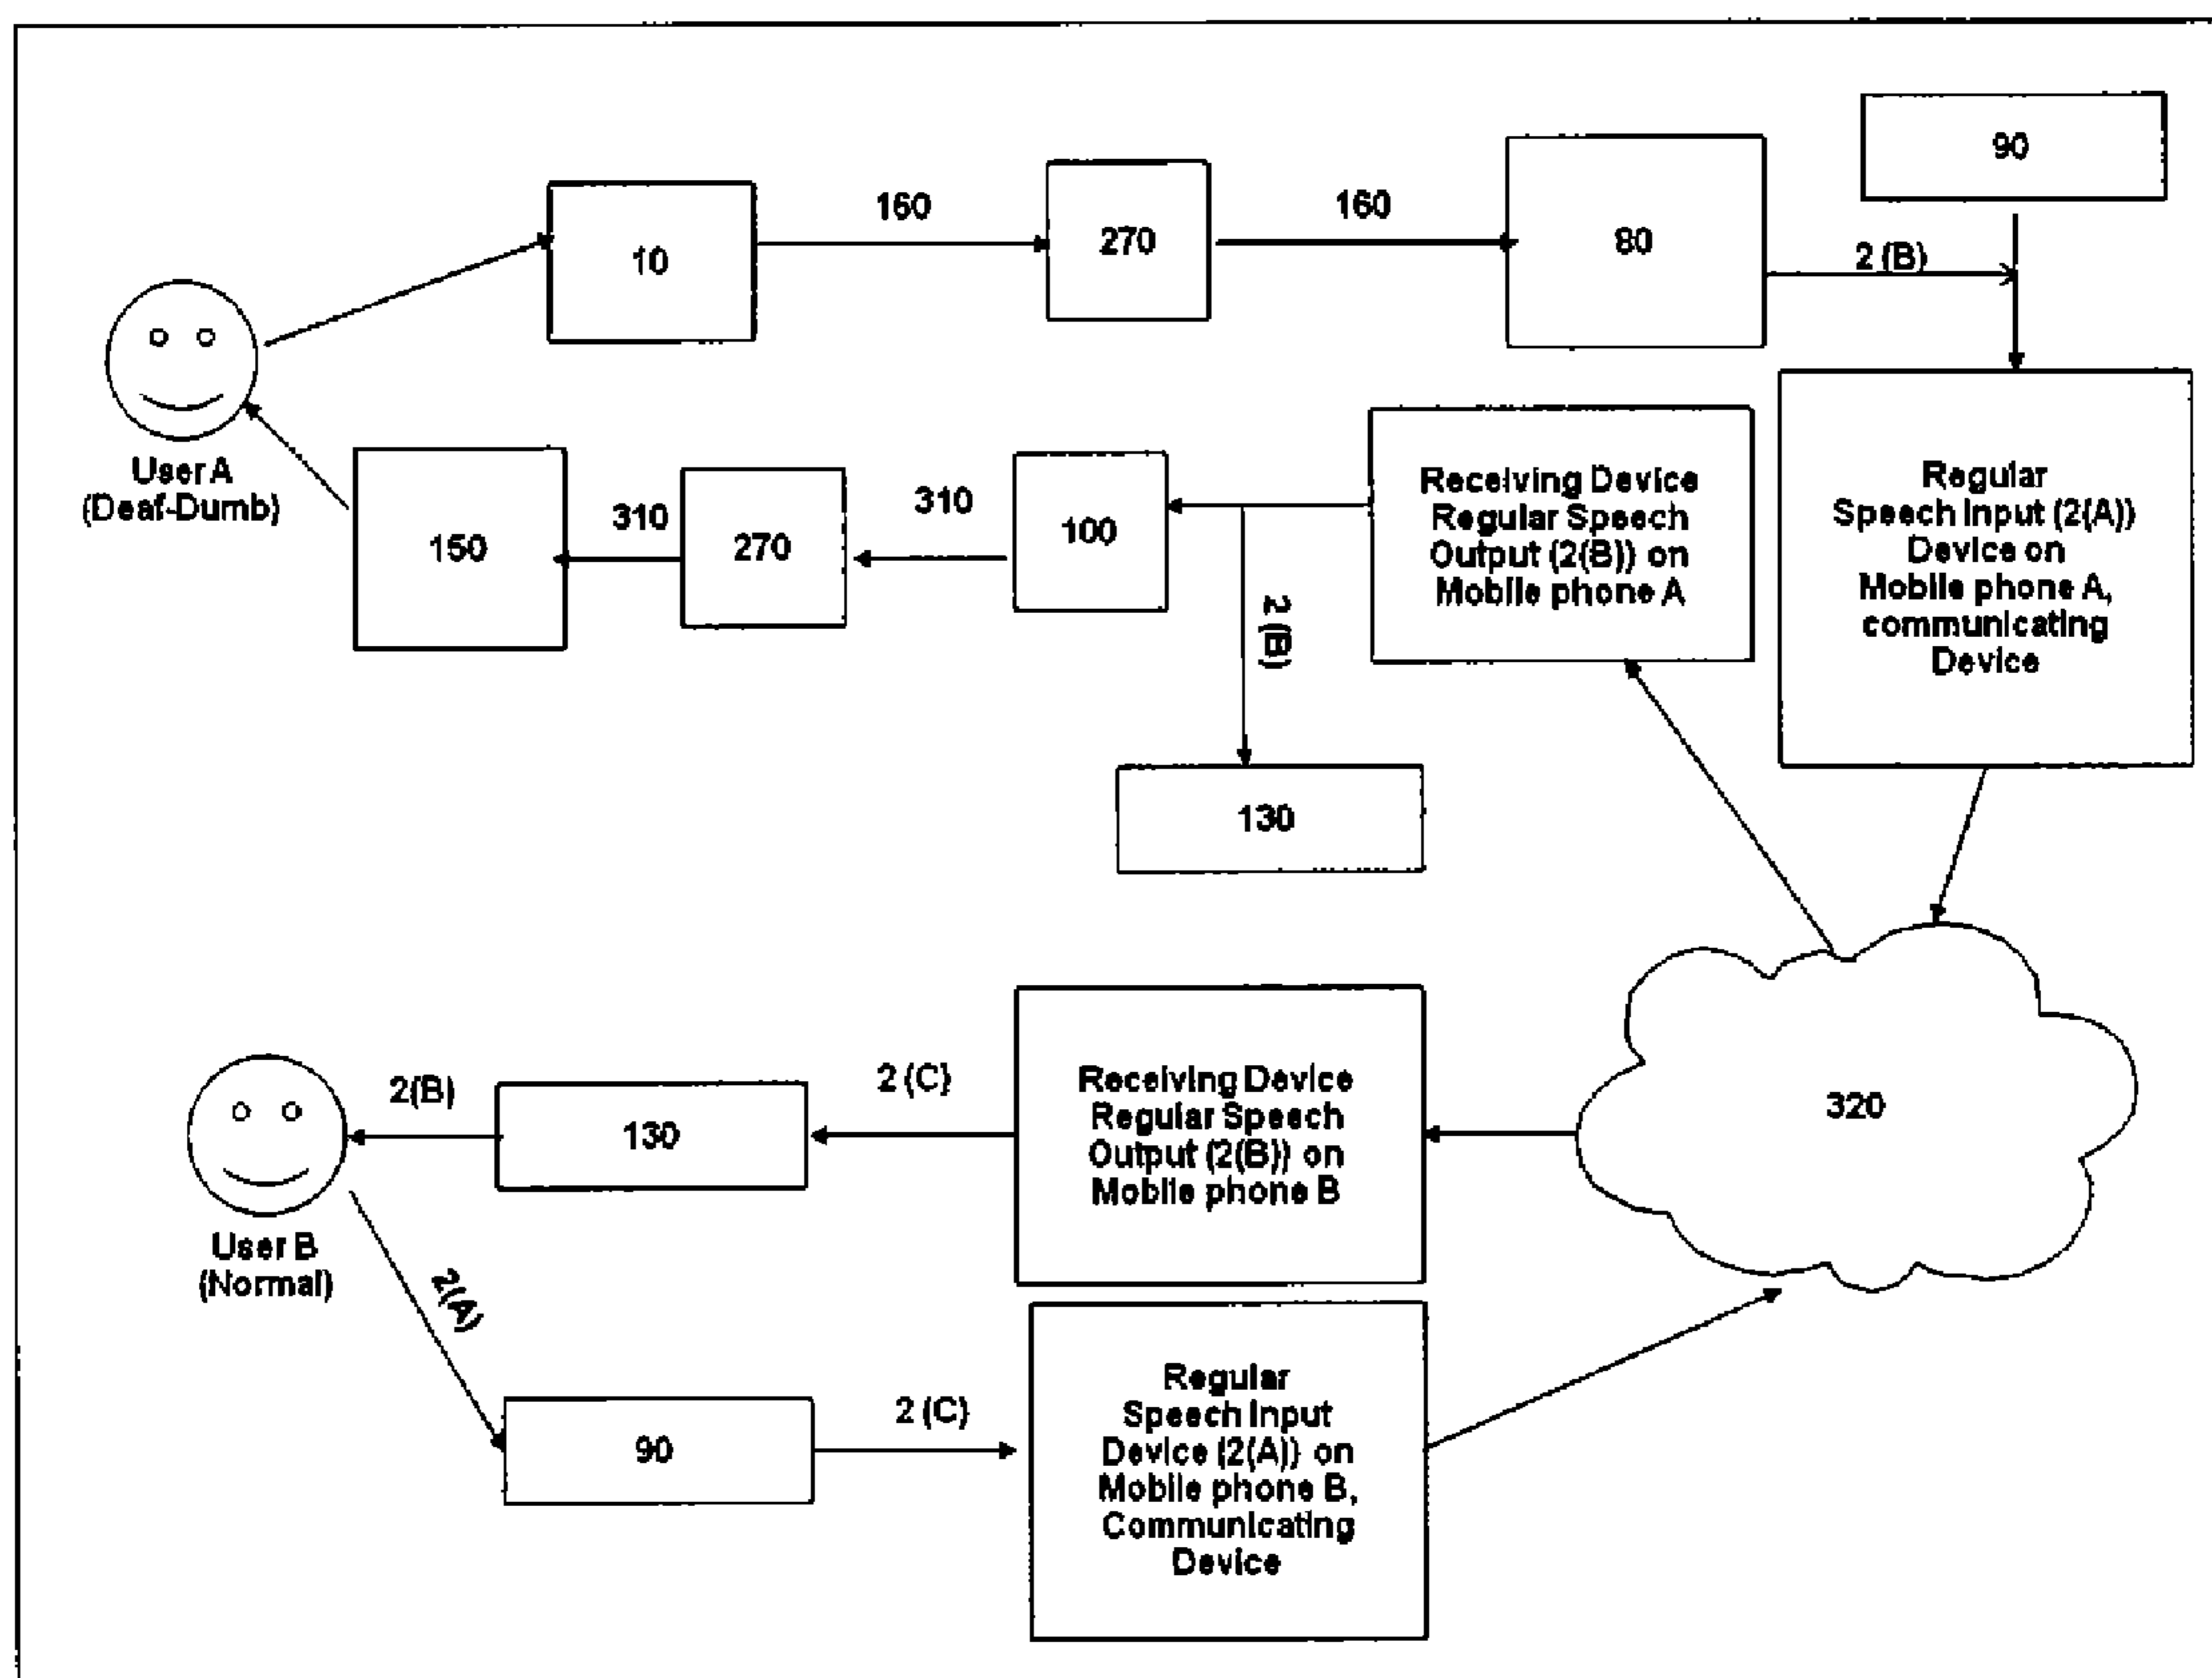 90
160
160
10
270
80
2 (B)
User A
(Deaf-Dumb)
150
310
270
310
100
Receiving Device
Regular Speech
Output (2(B)) on
Mobile phone A
Regular
Speech Input (2(A))
Device on
Mobile phone A,
communicating
Device
2 (B)
130
320
User B
(Normal)
2(B)
130
2 (C)
Receiving Device
Regular Speech
Output (2(B)) on
Mobile phone B
2(A)
90
2 (C)
Regular
Speech Input
Device (2(A)) on
Mobile phone B,
Communicating
Device